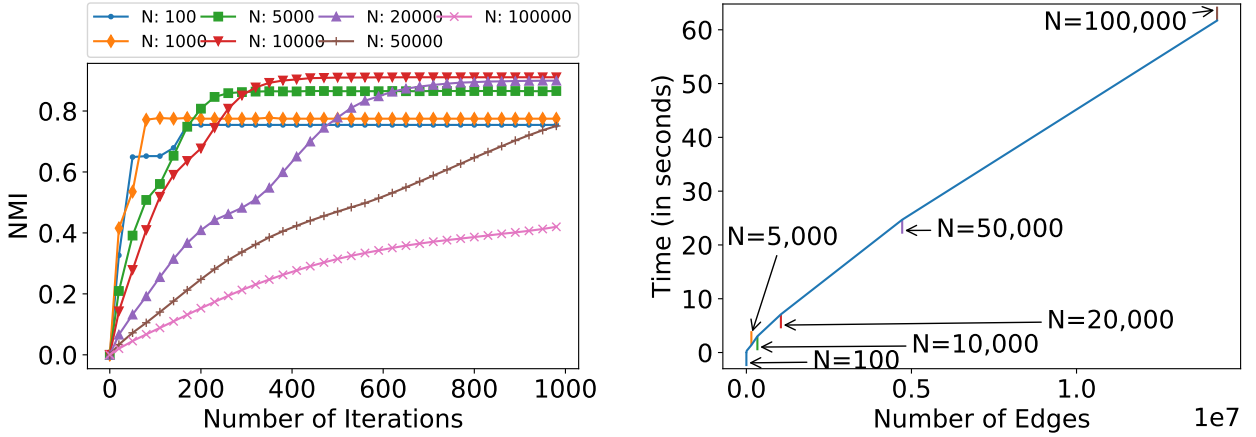 N: 100
N: 5000
N: 20000
N: 100000
N: 1000
N: 10000
N: 50000
NMI
0.8
0.6
0.4
0.2
0.0
0
200
400
600
800
1000
Number of Iterations
Time (in seconds)
60
50
40
30
20
10
0
N=100,000
N=50,000
N=5,000
N=20,000
N=10,000
N=100
0.0
0.5
1.0
1e7
Number of Edges